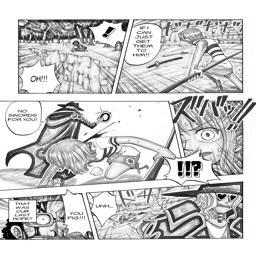 IF I
CAN
JUST GET
THEM TO
HIM!!
OH!!!
NO
SWORDS
FOR YOU!
!!?
UNH...
YOU
PIG!!!
THAT
WAS OUR
LAST
HOPE!!